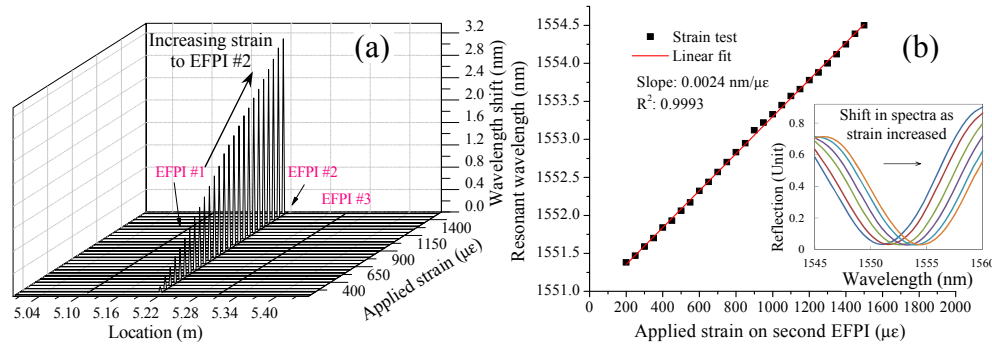 (a)
Increasing strain
to EFPI #2
EFPI #1
EFPI #2
EFPI #3
3.2
2.8
2.4
2.0
1.6
1.2
0.8
0.4
0.0
Wavelength shift (nm)
1400
1150
900
650
400
Applied strain (με)
5.04 5.10 5.16 5.22 5.28 5.34 5.40
Location (m)
(b)
1554.5
1554.0
1553.5
1553.0
1552.5
1552.0
1551.5
1551.0
Resonant wavelength (nm)
Strain test
Linear fit
Slope: 0.0024 nm/με
R²: 0.9993
Shift in spectra as
strain increased
0.8
0.6
0.4
0.2
0
Reflection (Unit)
1545 1550 1555 1560
Wavelength (nm)
0 200 400 600 800 1000 1200 1400 1600 1800 2000
Applied strain on second EFPI (με)